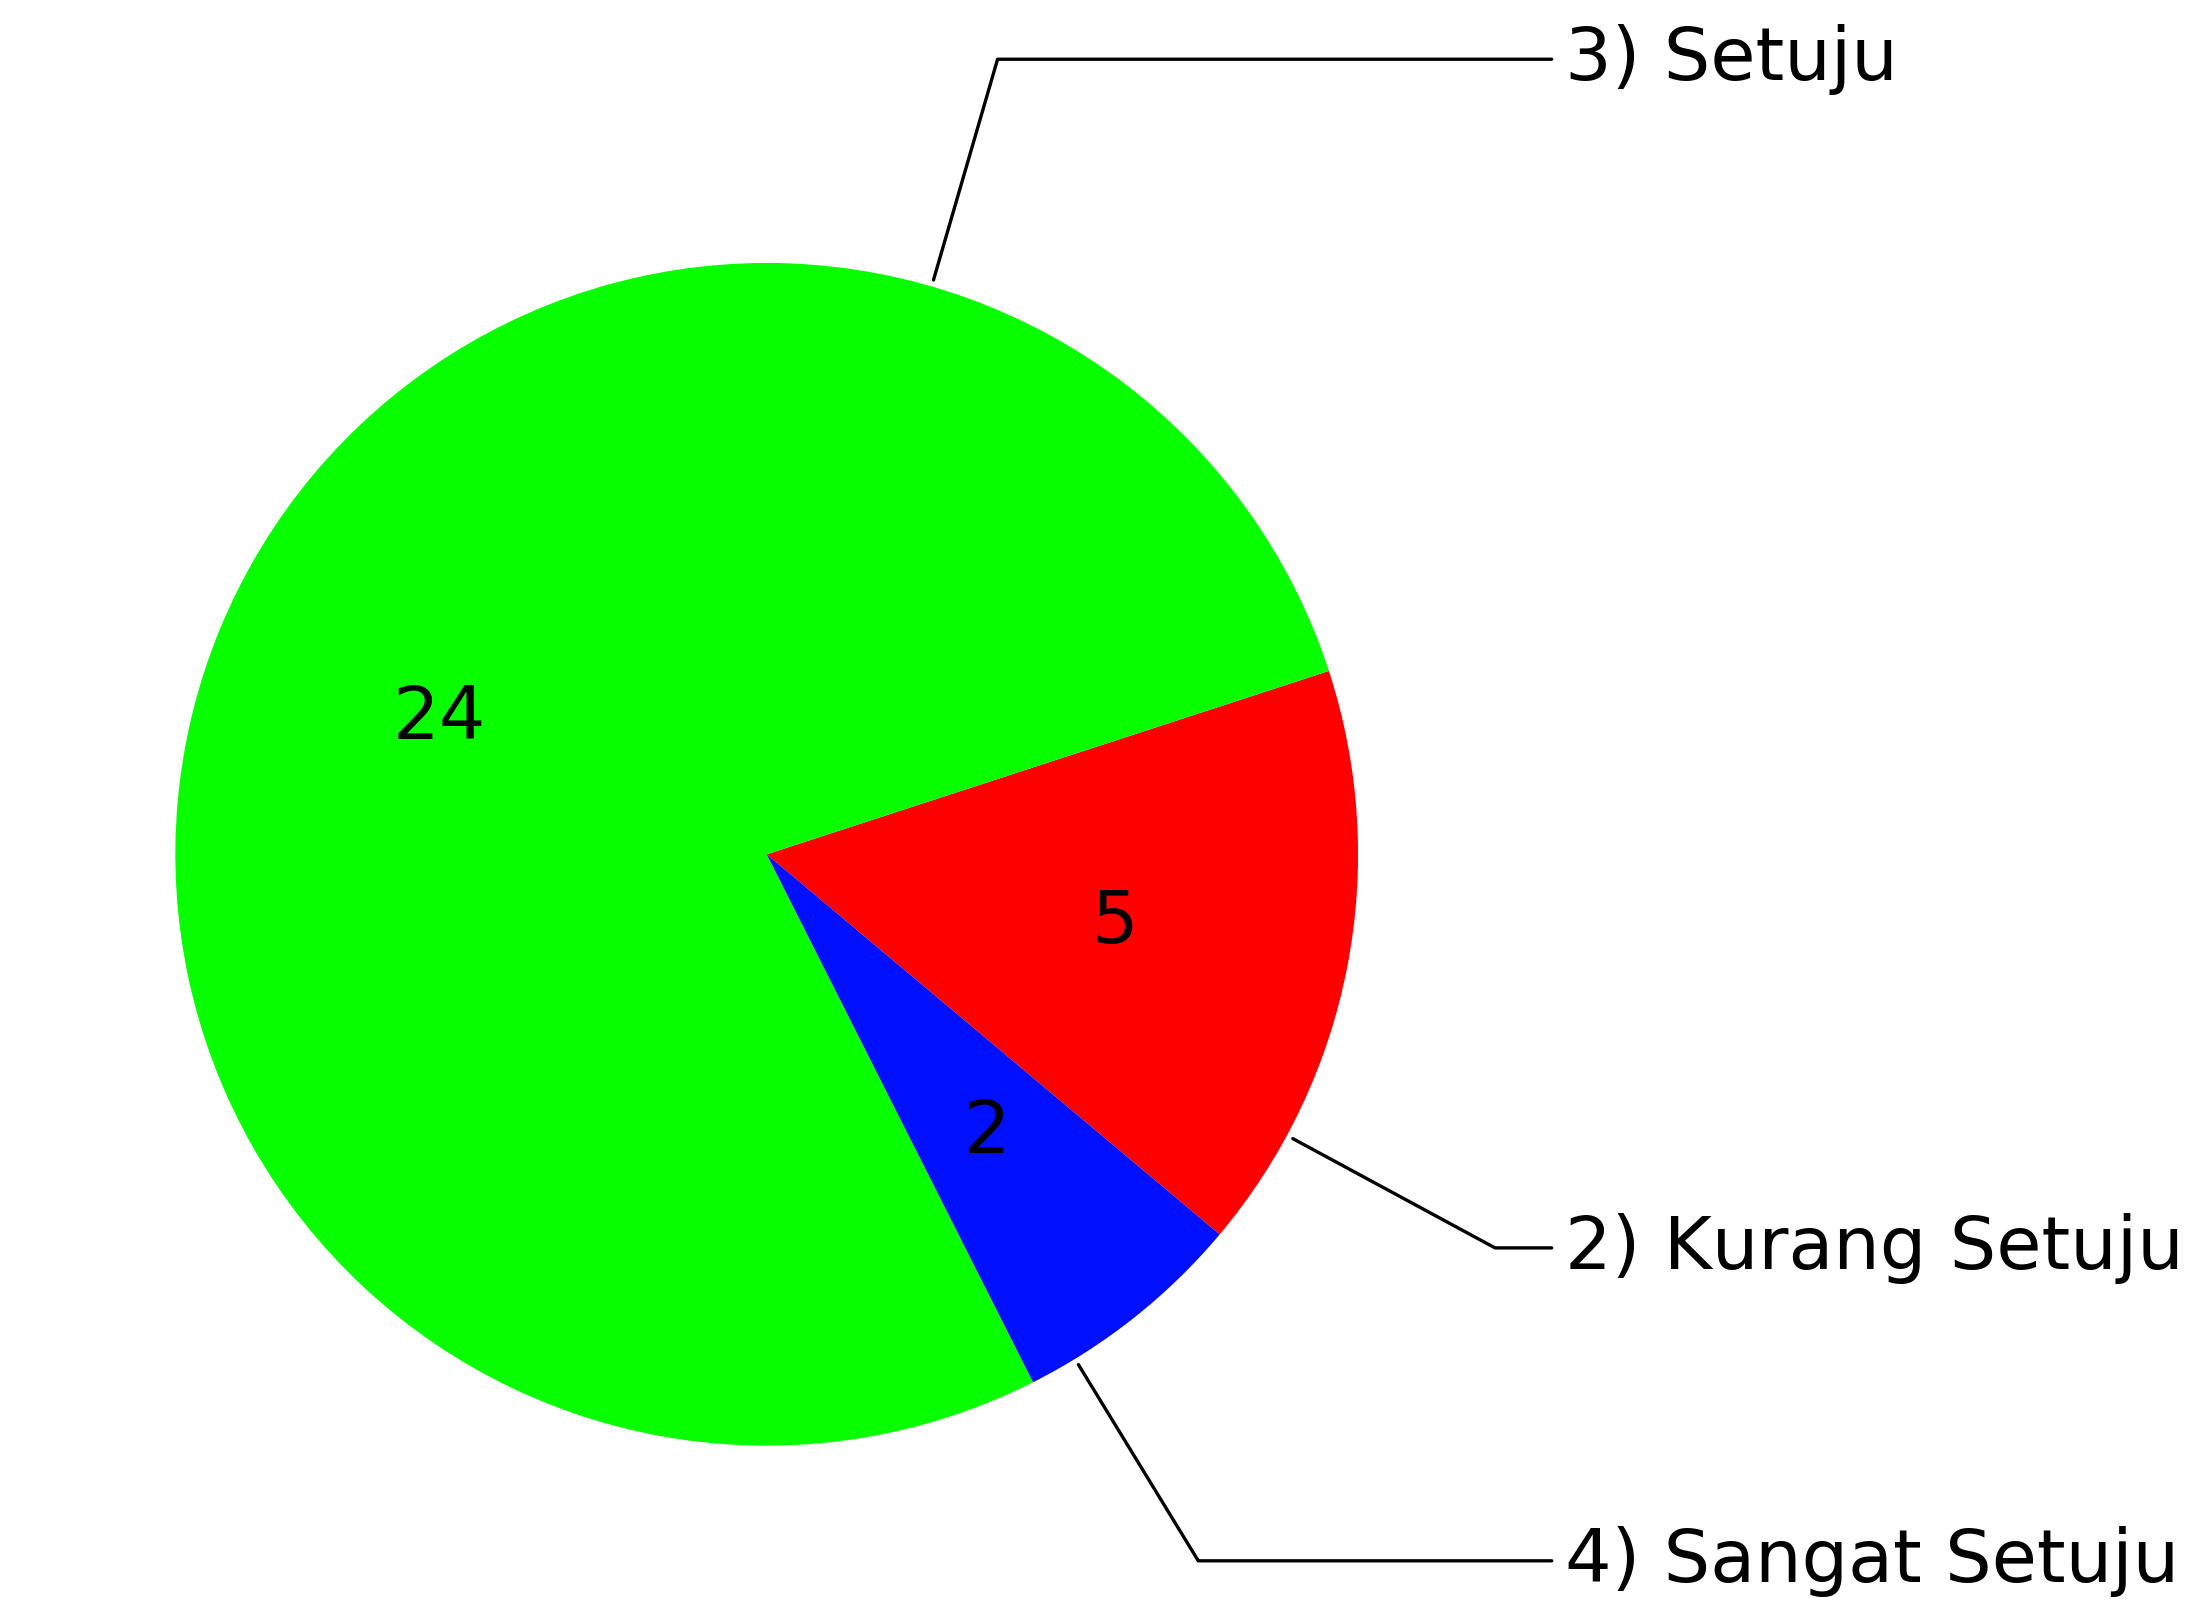 3) Setuju
24
5
2
2) Kurang Setuju
4) Sangat Setuju